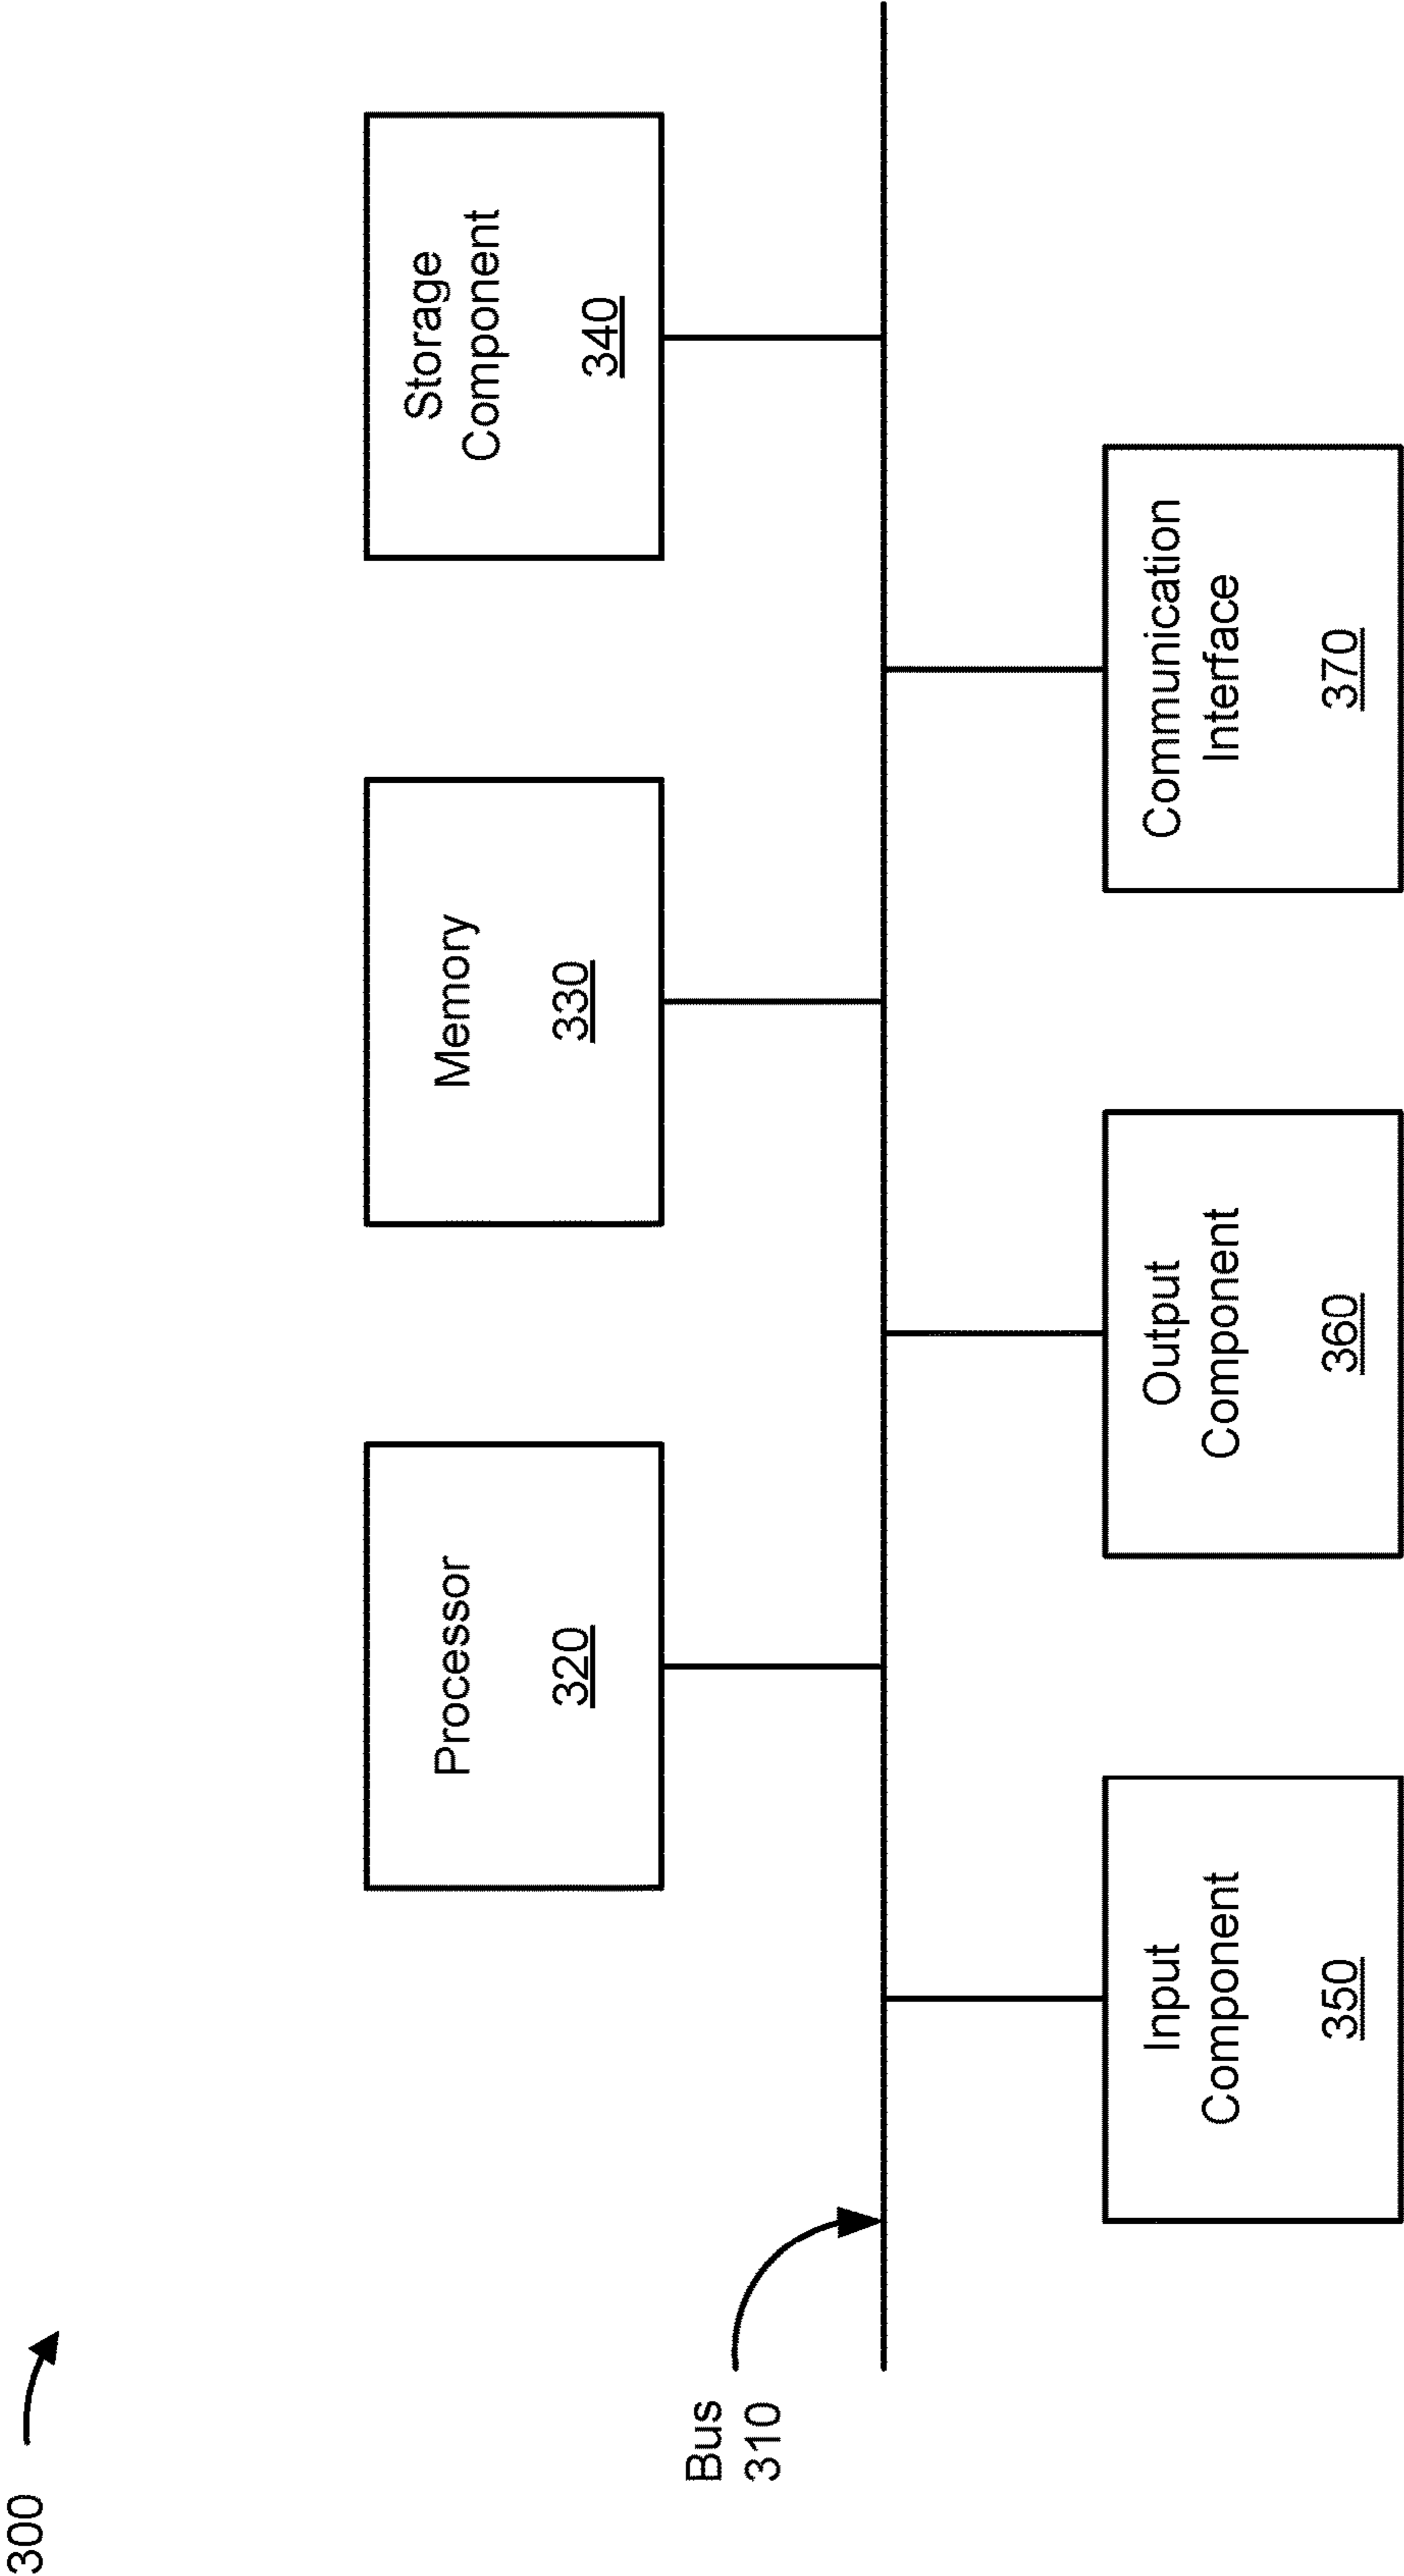 300
Processor
320
Memory
330
Storage
Component
340
Bus
310
Input
Component
350
Output
Component
360
Communication
Interface
370